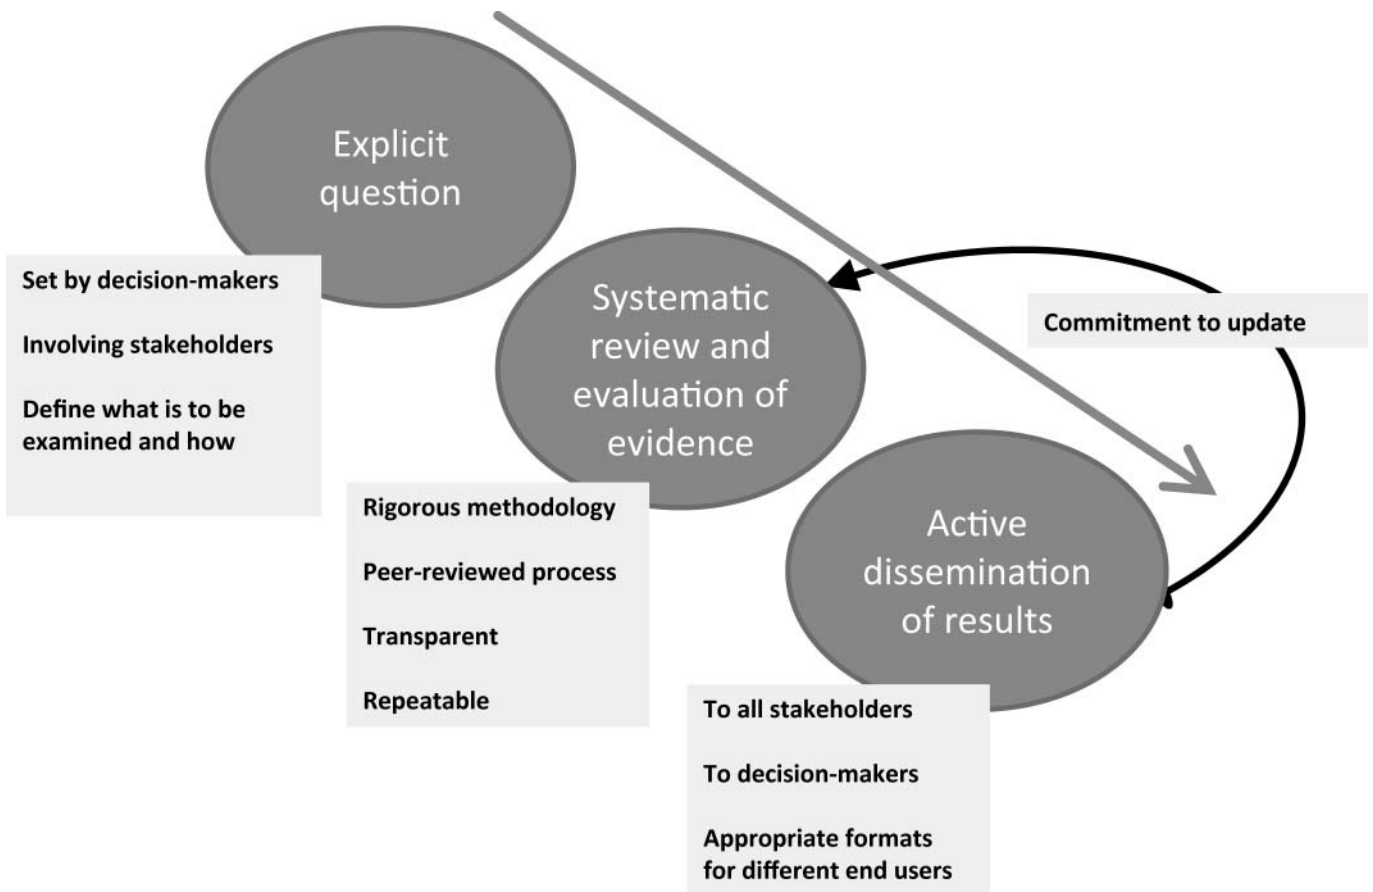 Explicit
question
Set by decision-makers
Involving stakeholders
Define what is to be
examined and how
Systematic
review and
evaluation of
evidence
Commitment to update
Rigorous methodology
Peer-reviewed process
Transparent
Repeatable
Active
dissemination
of results
To all stakeholders
To decision-makers
Appropriate formats
for different end users